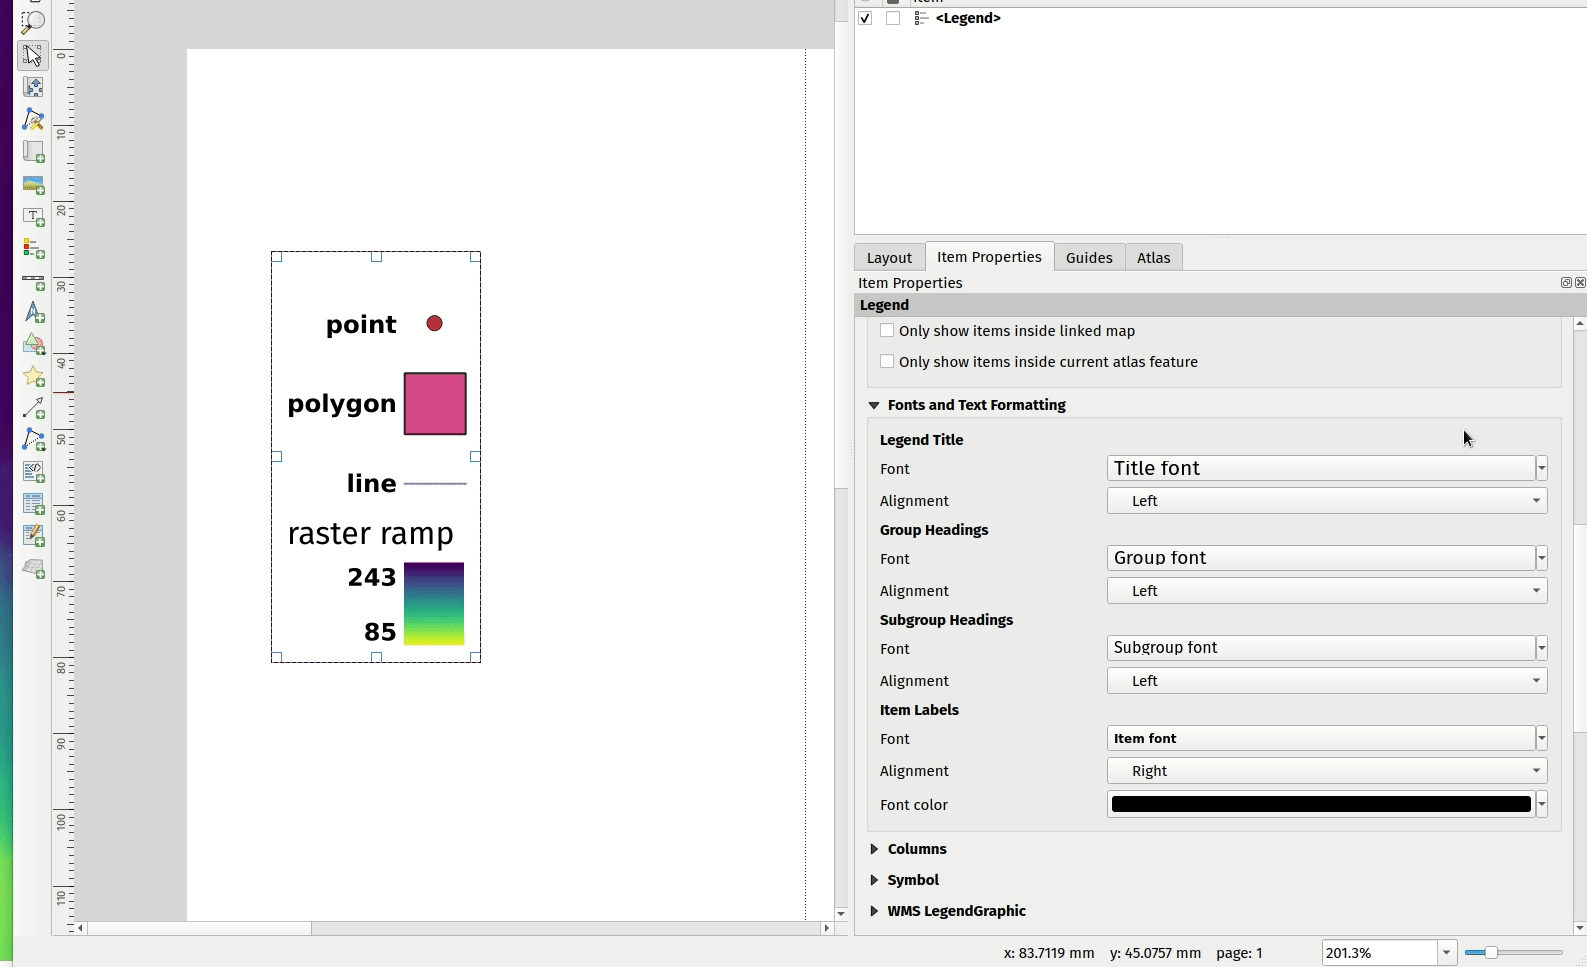 <Legend>
Layout
Item Properties
Guides
Atlas
Item Properties
Legend
Only show items inside linked map
Only show items inside current atlas feature
Fonts and Text Formatting
Legend Title
Font Title font
Alignment Left
Group Headings
Font Group font
Alignment Left
Subgroup Headings
Font Subgroup font
Alignment Left
Item Labels
Font Item font
Alignment Right
Font color
Columns
Symbol
WMS LegendGraphic
0
10
20
30
40
50
60
70
80
90
100
110
T
point
polygon
line
raster ramp
243
85
x: 83.7119 mm y: 45.0757 mm page: 1
201.3%